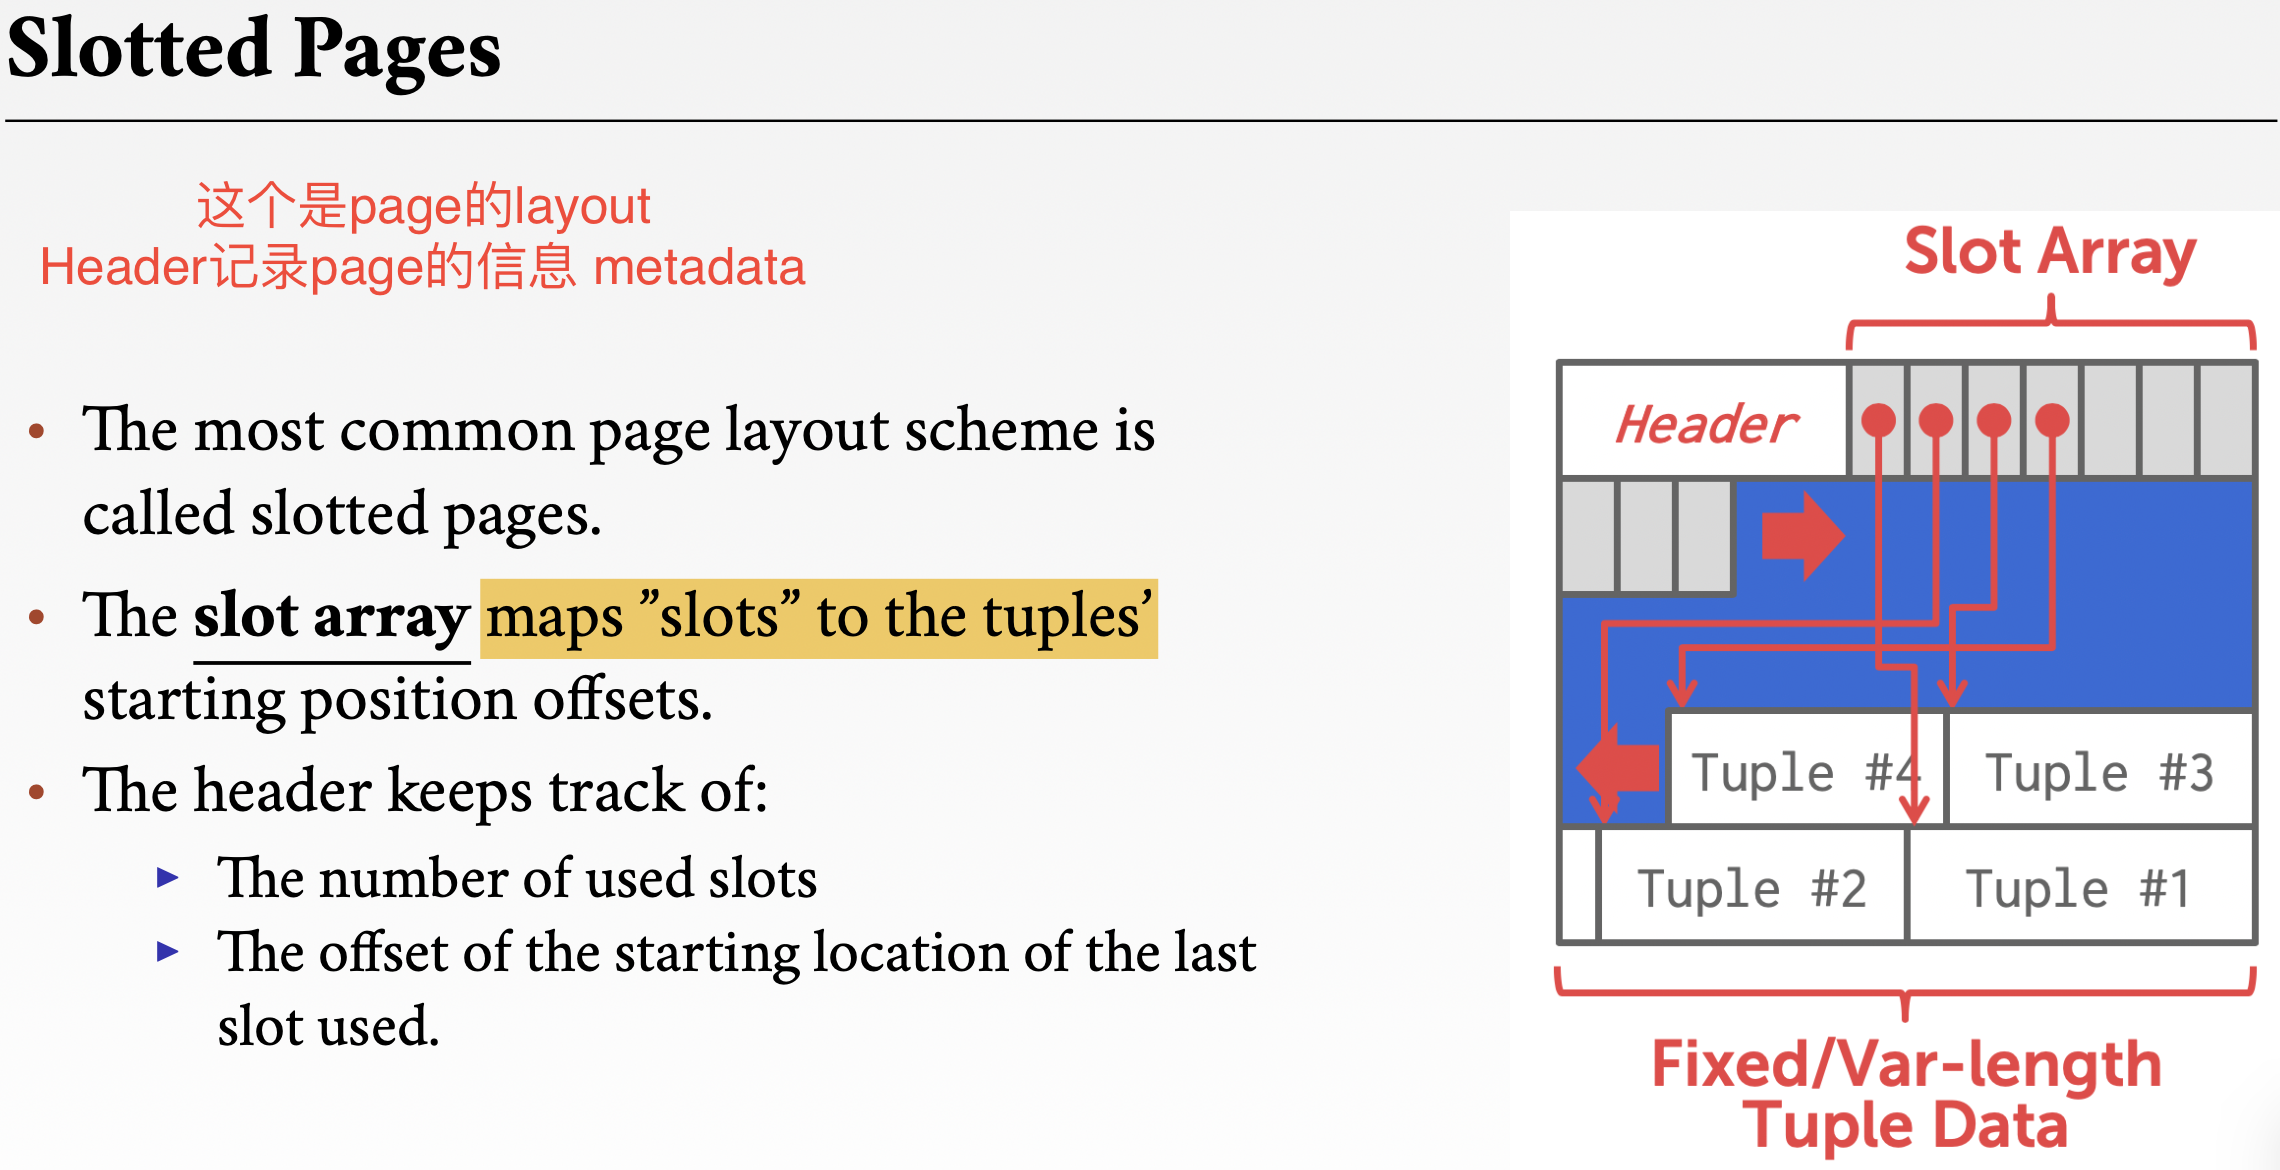 Slotted Pages
这个是page的layout
Header记录page的信息 metadata
• The most common page layout scheme is
called slotted pages.
• The slot array maps ”slots” to the tuples’
starting position offsets.
• The header keeps track of:
▶ The number of used slots
▶ The offset of the starting location of the last
slot used.
Slot Array
Header
Tuple #4
Tuple #3
Tuple #2
Tuple #1
Fixed/Var-length
Tuple Data